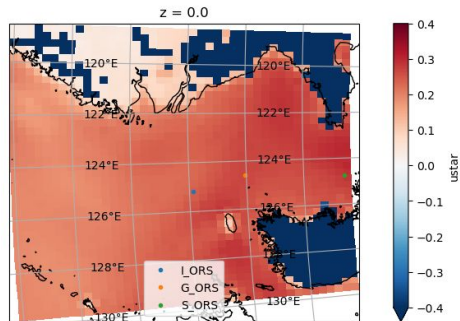 z = 0.0
120°E
120°E
122°E
122°E
124°E
124°E
126°E
126°E
128°E
128°E
130°E
130°E
I_ORS
G_ORS
S_ORS
0.4
0.3
0.2
0.1
0.0
−0.1
−0.2
−0.3
−0.4
ustar